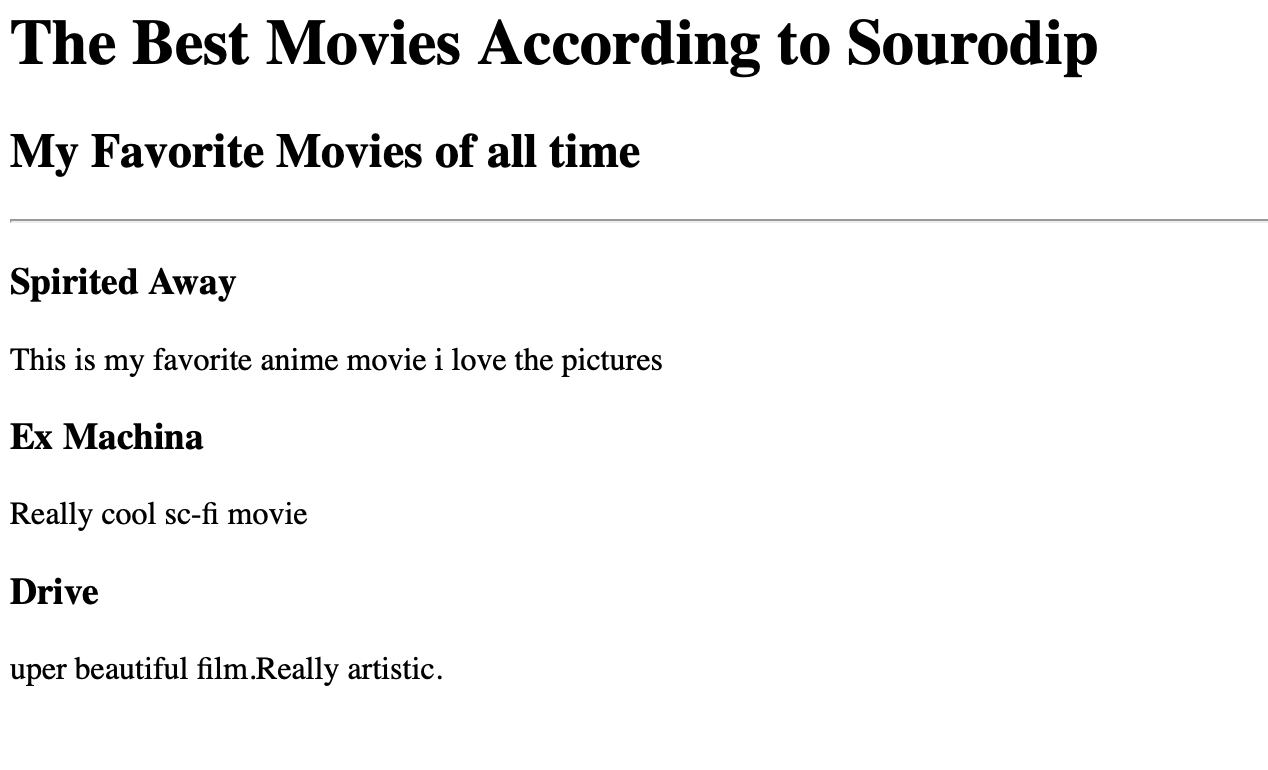 The Best Movies According to Sourodip
My Favorite Movies of all time
Spirited Away
This is my favorite anime movie i love the pictures
Ex Machina
Really cool sc-fi movie
Drive
uper beautiful film.Really artistic.